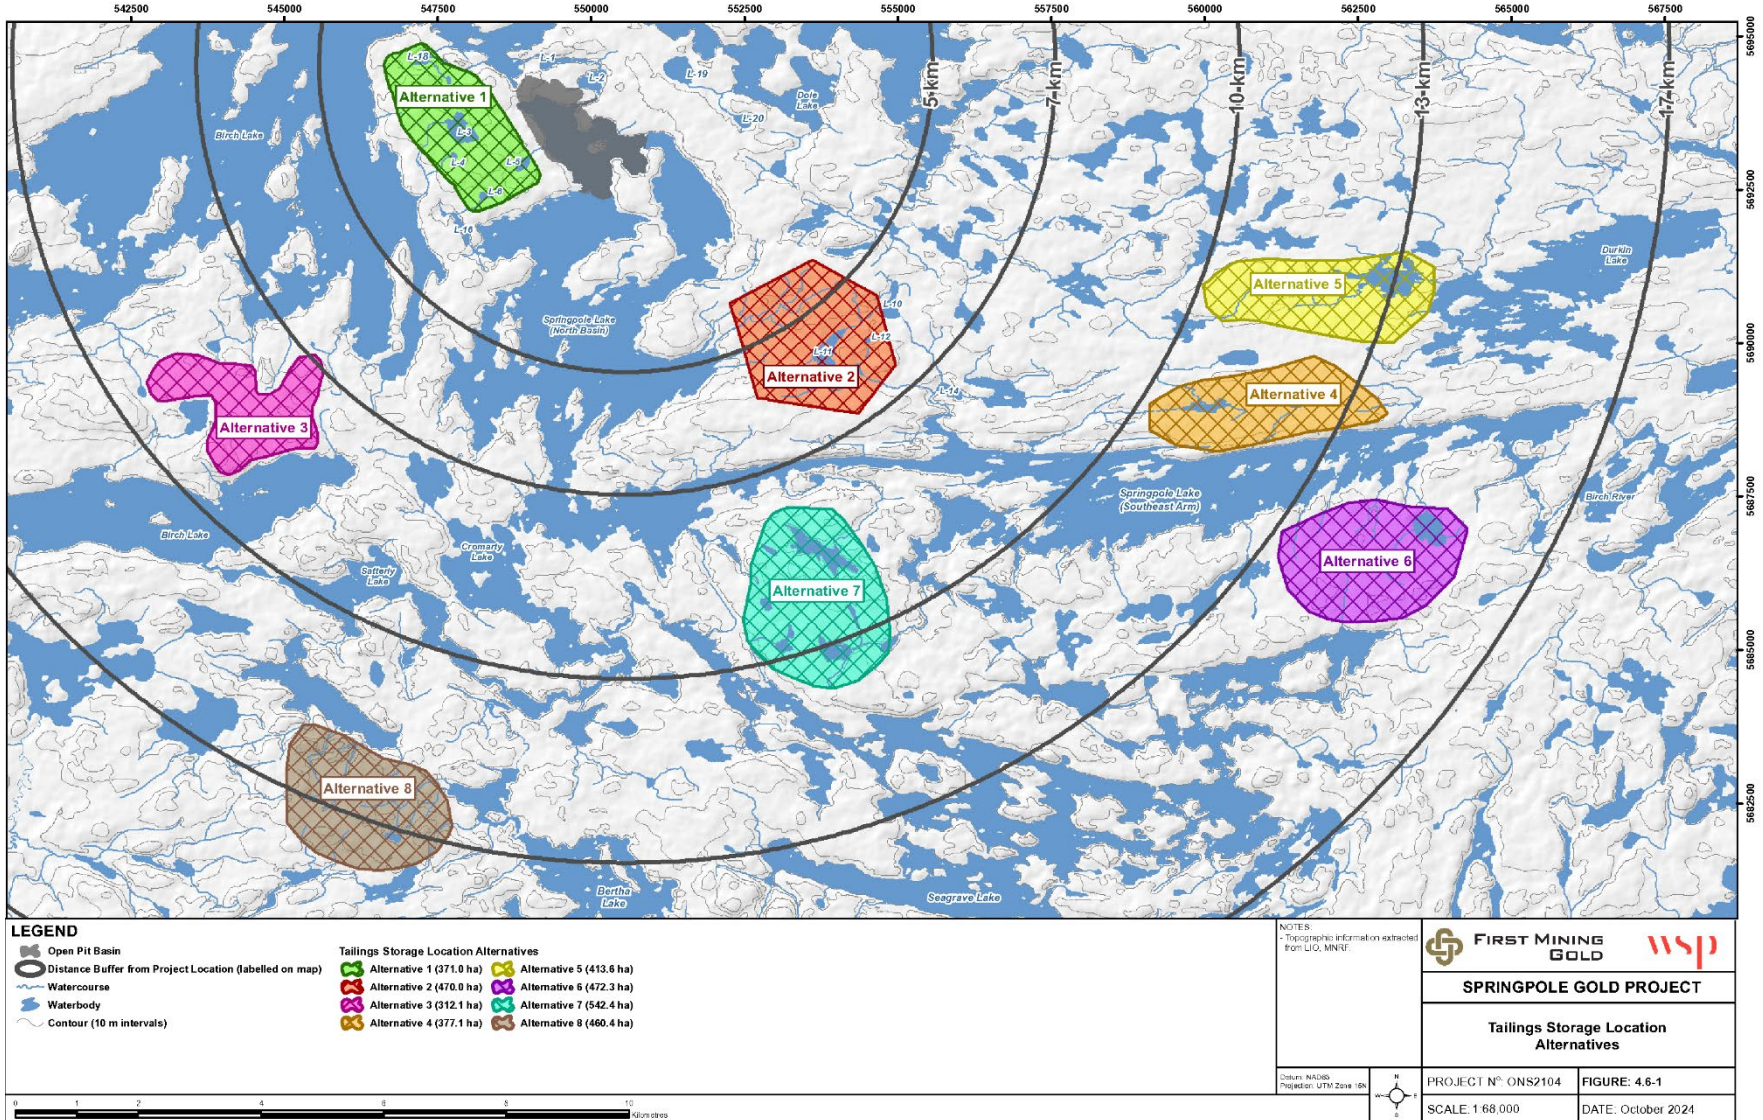 542500 545000 547500 550000 552500 555000 557500 560000 562500 565000 567500
5695000
5692500
5690000
5687500
5685000
5682500
5-km
7-km
10-km
13-km
17-km
L-18
L-1
L-2
L-19
Alternative 1
Dole
Lake
Birch Lake
L-3
L-20
L-4
L-5
L-6
L-16
Durkin
Lake
Alternative 5
L-10
Springpole Lake
(North Basin)
L-12
L-11
Alternative 2
L-14
Alternative 4
Alternative 3
Springpole Lake
(Southeast Arm)
Birch River
Birch Lake
Cromarty
Lake
Satterly
Lake
Alternative 6
Alternative 7
Alternative 8
Bertha
Lake
Seagrave Lake
LEGEND
Open Pit Basin
Distance Buffer from Project Location (labelled on map)
Watercourse
Waterbody
Contour (10 m intervals)
Tailings Storage Location Alternatives
Alternative 1 (371.0 ha)
Alternative 2 (470.0 ha)
Alternative 3 (312.1 ha)
Alternative 4 (377.1 ha)
Alternative 5 (413.6 ha)
Alternative 6 (472.3 ha)
Alternative 7 (542.4 ha)
Alternative 8 (460.4 ha)
0 1 2 4 6 8 10
Kilometres
NOTES:
- Topographic information extracted
from LIO, MNRF.
Datum: NAD83
Projection: UTM Zone 15N
N
W E
S
FIRST MINING
GOLD
wsp
SPRINGPOLE GOLD PROJECT
Tailings Storage Location
Alternatives
PROJECT Nº: ONS2104
FIGURE: 4.6-1
SCALE: 1:68,000
DATE: October 2024